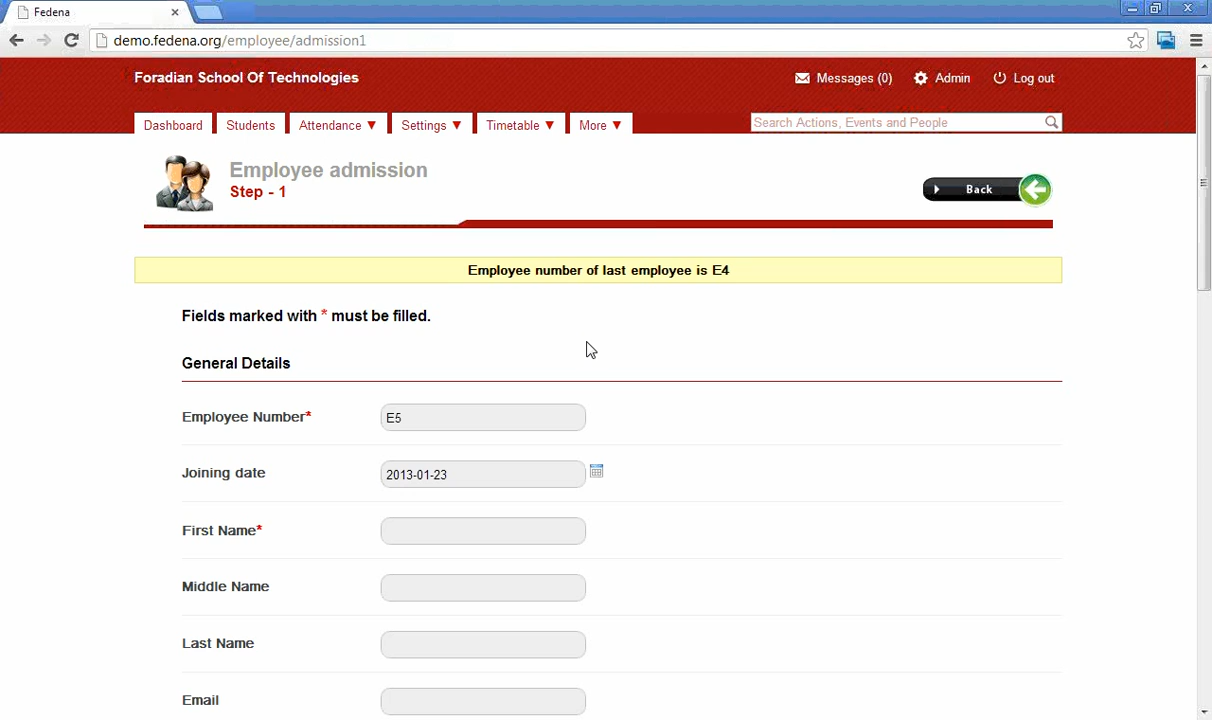 Fedena
demo.fedena.org/employee/admission1
Foradian School Of Technologies
Messages (0) Admin Log out
Dashboard Students Attendance ▼ Settings ▼ Timetable ▼ More ▼ Search Actions, Events and People
Employee admission
Step - 1
Back
Employee number of last employee is E4
Fields marked with * must be filled.
General Details
Employee Number* E5
Joining date 2013-01-23
First Name*
Middle Name
Last Name
Email